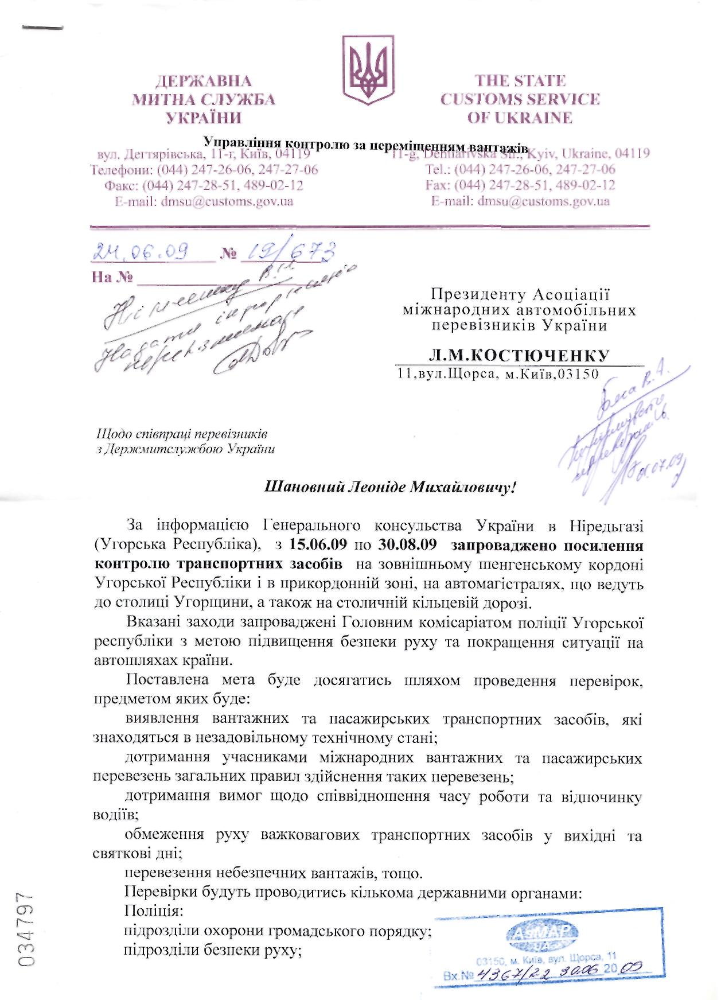 ДЕРЖАВНА
МИТНА СЛУЖБА
УКРАЇНИ
THE STATE
CUSTOMS SERVICE
OF UKRAINE
Управління контролю за переміщенням вантажів
вул. Дегтярівська, 11-г, Київ, 04119
Телефони: (044) 247-26-06, 247-27-06
Факс: (044) 247-28-51, 489-02-12
E-mail: dmsu@customs.gov.ua
11-g, Dehtiarivska Str., Kyiv, Ukraine, 04119
Tel.: (044) 247-26-06, 247-27-06
Fax: (044) 247-28-51, 489-02-12
E-mail: dmsu@customs.gov.ua
24.06.09 № 19/673
На №
Надати інформацію
Президенту Асоціації
міжнародних автомобільних
перевізників України
Л.М.КОСТЮЧЕНКУ
11,вул.Щорса, м.Київ,03150
В.А.
07.09
Щодо співпраці перевізників
з Держмитслужбою України
Шановний Леоніде Михайловичу!
За інформацією Генерального консульства України в Ніредьгазі
(Угорська Республіка), з 15.06.09 по 30.08.09 запроваджено посилення
контролю транспортних засобів на зовнішньому шенгенському кордоні
Угорської Республіки і в прикордонній зоні, на автомагістралях, що ведуть
до столиці Угорщини, а також на столичній кільцевій дорозі.
Вказані заходи запроваджені Головним комісаріатом поліції Угорської
республіки з метою підвищення безпеки руху та покращення ситуації на
автошляхах країни.
Поставлена мета буде досягатись шляхом проведення перевірок,
предметом яких буде:
виявлення вантажних та пасажирських транспортних засобів, які
знаходяться в незадовільному технічному стані;
дотримання учасниками міжнародних вантажних та пасажирських
перевезень загальних правил здійснення таких перевезень;
дотримання вимог щодо співвідношення часу роботи та відпочинку
водіїв;
обмеження руху важковагових транспортних засобів у вихідні та
святкові дні;
перевезення небезпечних вантажів, тощо.
Перевірки будуть проводитись кількома державними органами:
Поліція:
підрозділи охорони громадського порядку;
підрозділи безпеки руху;
ASMAP
UA
03150, м. Київ, вул. Щорса, 11
Вх.№ 4367/22 30.06 2009
034797